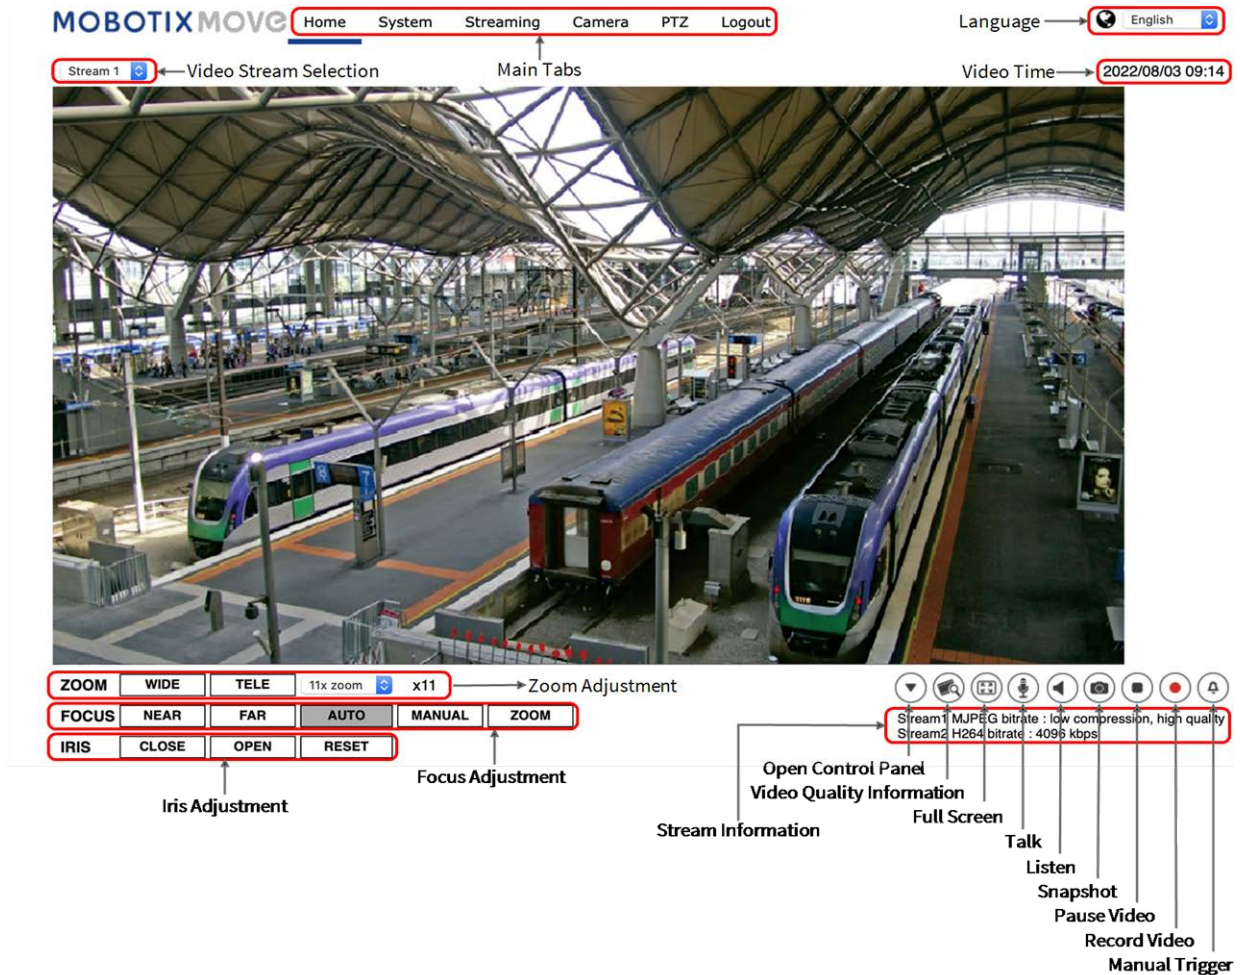 MOBOTIX MOVE
Home System Streaming Camera PTZ Logout
Language
English
Stream 1
Video Stream Selection
Main Tabs
Video Time
2022/08/03 09:14
8
7
ZOOM WIDE TELE 11x zoom x11
Zoom Adjustment
FOCUS NEAR FAR AUTO MANUAL ZOOM
Stream1 MJPEG bitrate : low compression, high quality
Stream2 H264 bitrate : 4096 kbps
IRIS CLOSE OPEN RESET
Focus Adjustment
Iris Adjustment
Open Control Panel
Video Quality Information
Full Screen
Stream Information
Talk
Listen
Snapshot
Pause Video
Record Video
Manual Trigger